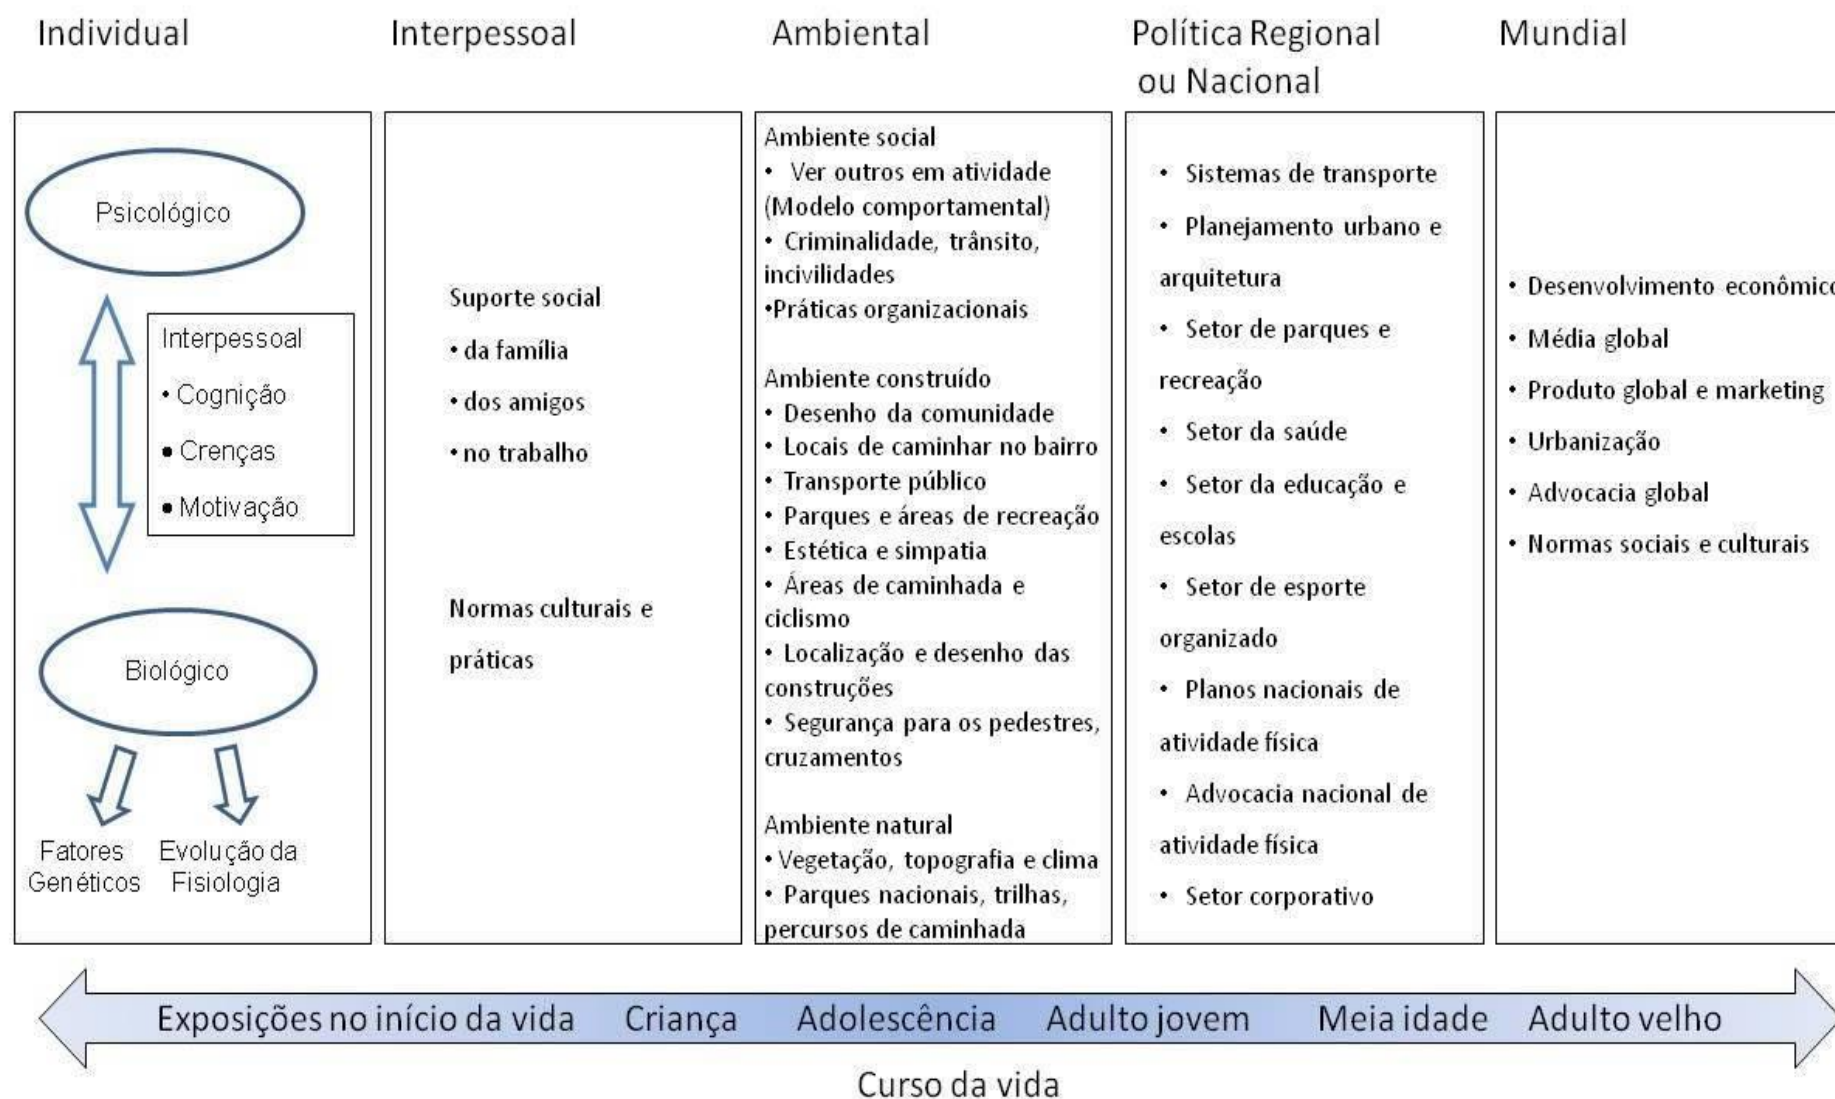 Individual
Interpessoal
Ambiental
Política Regional
ou Nacional
Mundial
Psicológico
Interpessoal
• Cognição
• Crenças
• Motivação
Biológico
Fatores
Genéticos
Evolução da
Fisiologia
Suporte social
• da família
• dos amigos
• no trabalho
Normas culturais e
práticas
Ambiente social
• Ver outros em atividade
(Modelo comportamental)
• Criminalidade, trânsito,
incivilidades
•Práticas organizacionais
Ambiente construído
• Desenho da comunidade
• Locais de caminhar no bairro
• Transporte público
• Parques e áreas de recreação
• Estética e simpatia
• Áreas de caminhada e
ciclismo
• Localização e desenho das
construções
• Segurança para os pedestres,
cruzamentos
Ambiente natural
• Vegetação, topografia e clima
• Parques nacionais, trilhas,
percursos de caminhada
• Sistemas de transporte
• Planejamento urbano e
arquitetura
• Setor de parques e
recreação
• Setor da saúde
• Setor da educação e
escolas
• Setor de esporte
organizado
• Planos nacionais de
atividade física
• Advocacia nacional de
atividade física
• Setor corporativo
• Desenvolvimento econômico
• Média global
• Produto global e marketing
• Urbanização
• Advocacia global
• Normas sociais e culturais
Exposições no início da vida Criança Adolescência Adulto jovem Meia idade Adulto velho
Curso da vida